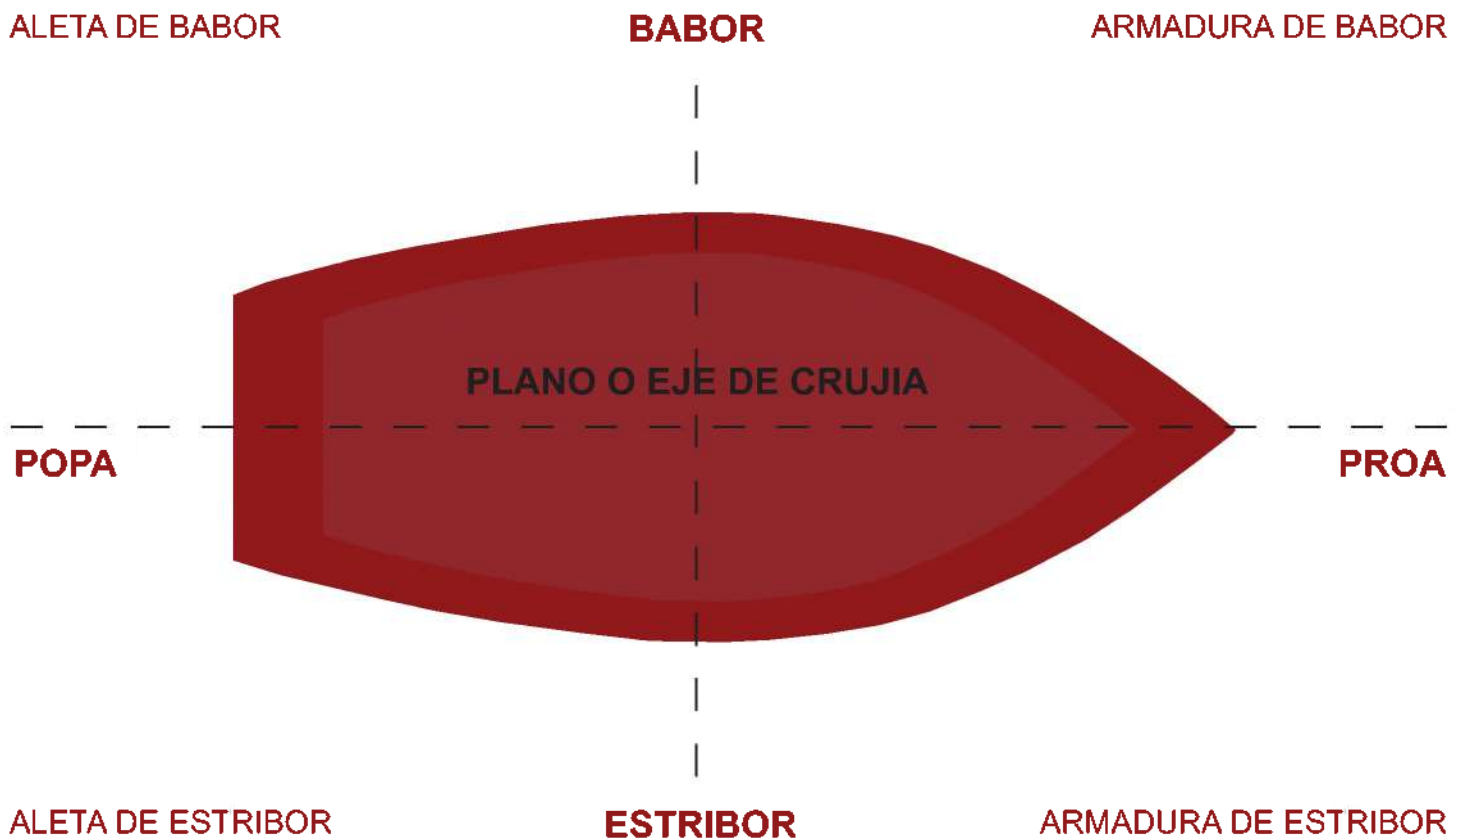 ALETA DE BABOR
BABOR
ARMADURA DE BABOR
PLANO O EJE DE CRUJIA
POPA
PROA
ALETA DE ESTRIBOR
ESTRIBOR
ARMADURA DE ESTRIBOR